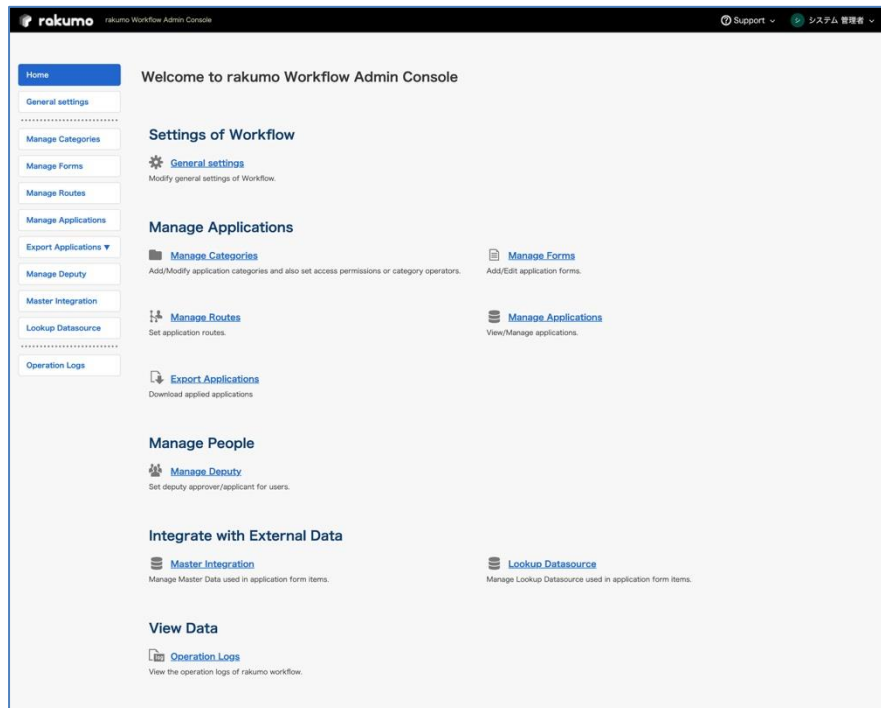 rakumo rakumo Workflow Admin Console Support システム 管理者
Home
General settings
Manage Categories
Manage Forms
Manage Routes
Manage Applications
Export Applications ▼
Manage Deputy
Master Integration
Lookup Datasource
Operation Logs
Welcome to rakumo Workflow Admin Console
Settings of Workflow
General settings
Modify general settings of Workflow.
Manage Applications
Manage Categories
Add/Modify application categories and also set access permissions or category operators.
Manage Forms
Add/Edit application forms.
Manage Routes
Set application routes.
Manage Applications
View/Manage applications.
Export Applications
Download applied applications
Manage People
Manage Deputy
Set deputy approver/applicant for users.
Integrate with External Data
Master Integration
Manage Master Data used in application form items.
Lookup Datasource
Manage Lookup Datasource used in application form items.
View Data
log
Operation Logs
View the operation logs of rakumo workflow.